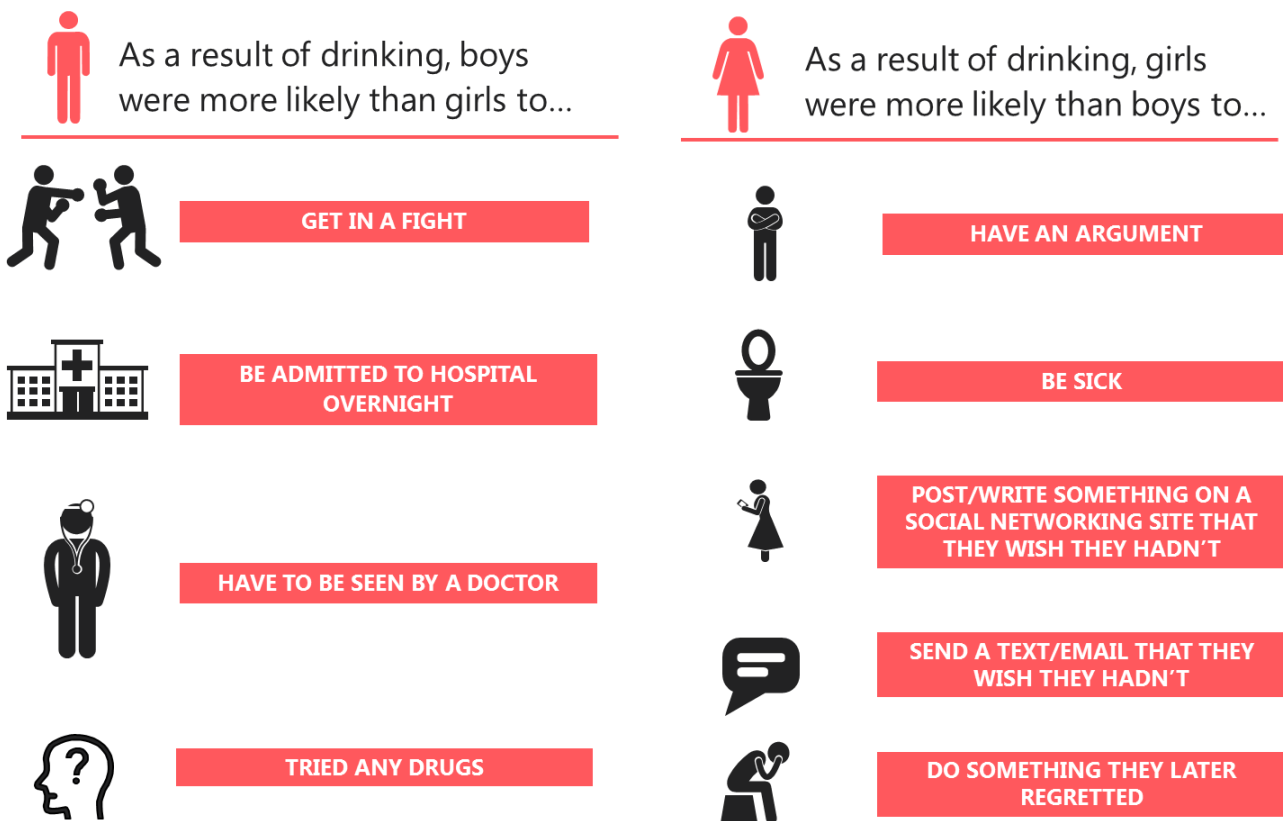 As a result of drinking, boys
were more likely than girls to...
GET IN A FIGHT
BE ADMITTED TO HOSPITAL
OVERNIGHT
HAVE TO BE SEEN BY A DOCTOR
?
TRIED ANY DRUGS
As a result of drinking, girls
were more likely than boys to...
HAVE AN ARGUMENT
BE SICK
POST/WRITE SOMETHING ON A
SOCIAL NETWORKING SITE THAT
THEY WISH THEY HADN'T
SEND A TEXT/EMAIL THAT THEY
WISH THEY HADN'T
DO SOMETHING THEY LATER
REGRETTED